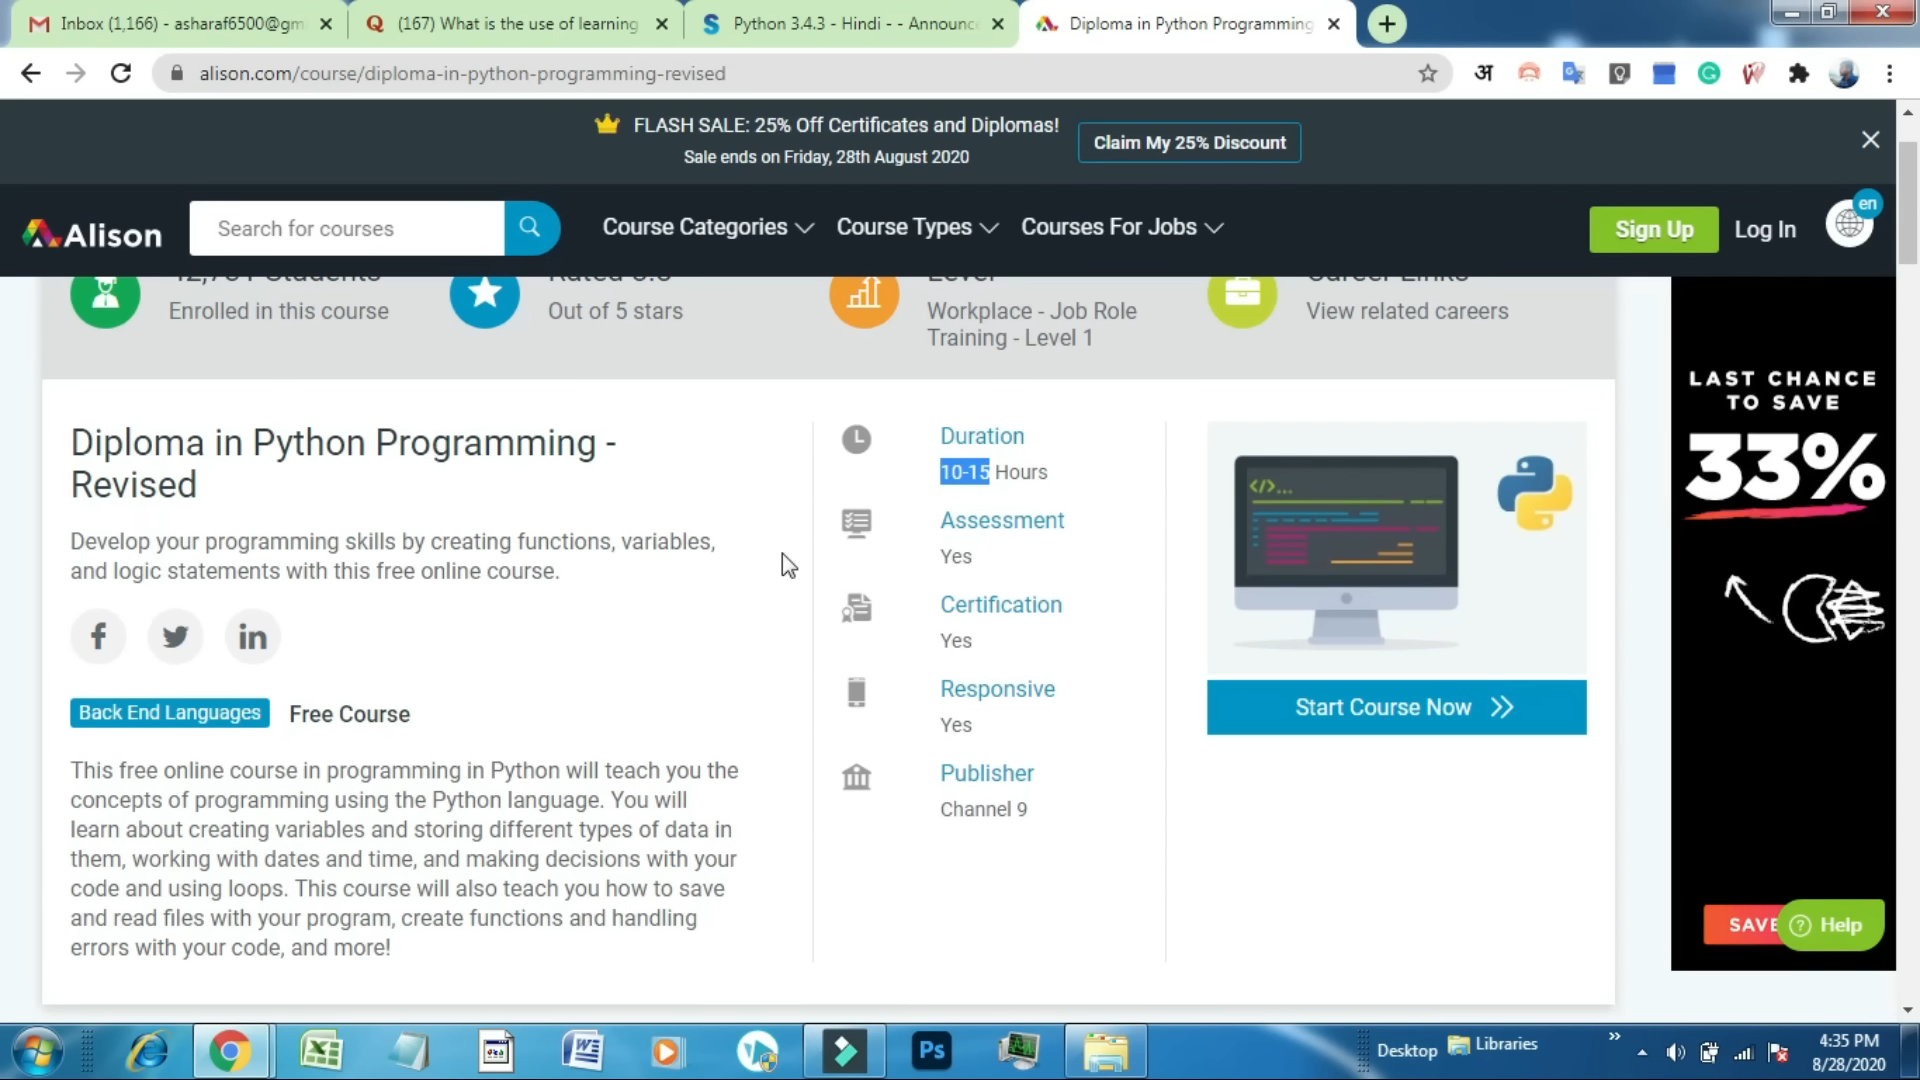 Inbox (1,166) - asharaf6500@gm
(167) What is the use of learning
Python 3.4.3 - Hindi - - Announc
Diploma in Python Programming
alison.com/course/diploma-in-python-programming-revised
अ
FLASH SALE: 25% Off Certificates and Diplomas!
Sale ends on Friday, 28th August 2020
Claim My 25% Discount
Alison
Search for courses
Course Categories
Course Types
Courses For Jobs
Sign Up
Log In
en
Enrolled in this course
Out of 5 stars
Level
Workplace - Job Role
Training - Level 1
Career Links
View related careers
Diploma in Python Programming -
Revised
Develop your programming skills by creating functions, variables,
and logic statements with this free online course.
Back End Languages
Free Course
This free online course in programming in Python will teach you the
concepts of programming using the Python language. You will
learn about creating variables and storing different types of data in
them, working with dates and time, and making decisions with your
code and using loops. This course will also teach you how to save
and read files with your program, create functions and handling
errors with your code, and more!
Duration
10-15 Hours
Assessment
Yes
Certification
Yes
Responsive
Yes
Publisher
Channel 9
</>...
Start Course Now
LAST CHANCE
TO SAVE
33%
SAVE
Help
Ps
Desktop
Libraries
4:35 PM
8/28/2020